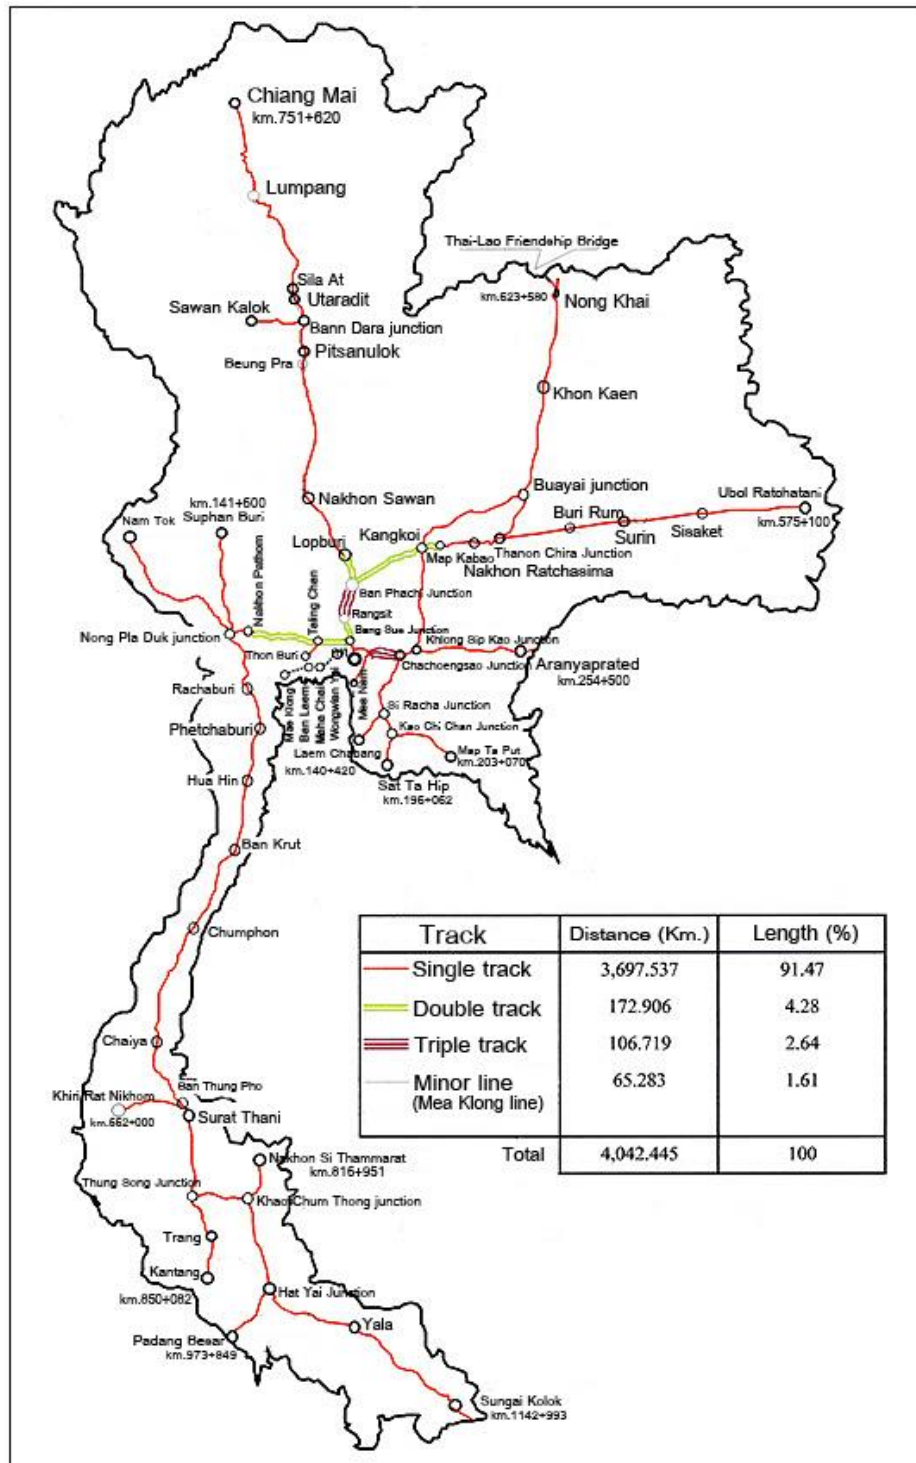 Chiang Mai
km.751+620
Lumpang
Thai-Lao Friendship Bridge
Sila At
km.623+580
Nong Khai
Utaradit
Sawan Kalok
Bann Dara junction
Pitsanulok
Beung Pra
Khon Kaen
Buayai junction
Ubol Ratchatani
km.575+100
km.141+600
Suphan Buri
Nakhon Sawan
Nam Tok
Buri Rum
Surin
Sisaket
Kangkoi
Lopburi
Map Kabao
Thanon Chira Junction
Nakhon Ratchasima
Nakhon Pathom
Taling Chan
Ban Phachi Junction
Rangsit
Bang Sue Junction
Nong Pla Duk junction
Khlong Sip Kao Junction
Thon Buri
Chachoengsao Junction
Aranyaprated
km.254+500
Mae Klong
Ban Laem
Maha Chai
Wongwian Yai
Mae Nam
Rachaburi
Si Racha Junction
Phetchaburi
Kao Chi Chan Junction
Laem Chabang
km.140+420
Map Ta Put
km.203+070
Sat Ta Hip
km.196+062
Hua Hin
Ban Krut
Chumphon
Track Distance (Km.) Length (%)
Single track 3,697.537 91.47
Double track 172.906 4.28
Triple track 106.719 2.64
Minor line 65.283 1.61
(Mea Klong line)
Total 4,042.445 100
Chaiya
Ban Thung Pho
Khiri Rat Nikhom
km.662+000
Surat Thani
Nakhon Si Thammarat
km.816+951
Thung Song Junction
Khao Chum Thong junction
Trang
Kantang
km.850+082
Hat Yai Junction
Padang Besar
km.973+849
Yala
Sungai Kolok
km.1142+993